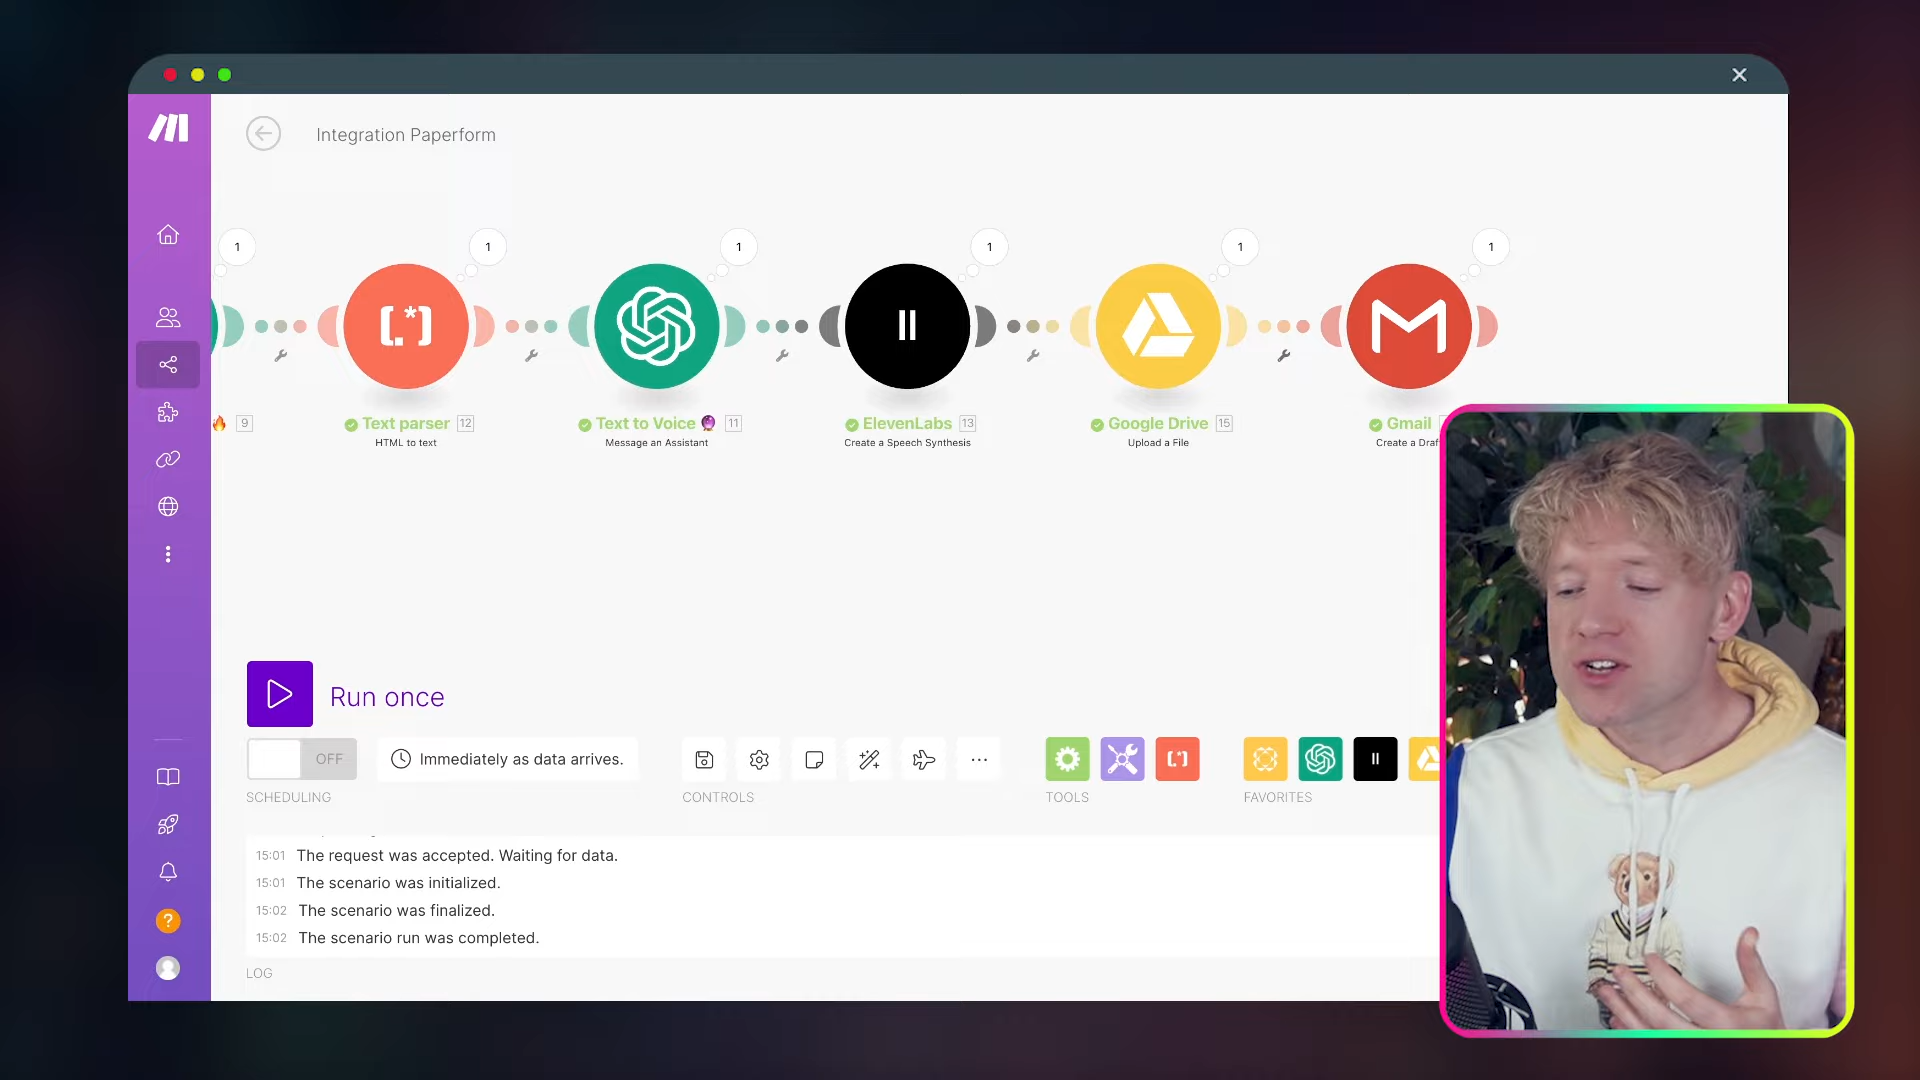 Integration Paperform
1 1 1 1 1 1
9
Text parser 12
HTML to text
Text to Voice 🔮 11
Message an Assistant
ElevenLabs 13
Create a Speech Synthesis
Google Drive 15
Upload a File
Gmail
Create a Draf
Run once
OFF
Immediately as data arrives.
SCHEDULING
CONTROLS
TOOLS
FAVORITES
15:01 The request was accepted. Waiting for data.
15:01 The scenario was initialized.
15:02 The scenario was finalized.
15:02 The scenario run was completed.
LOG